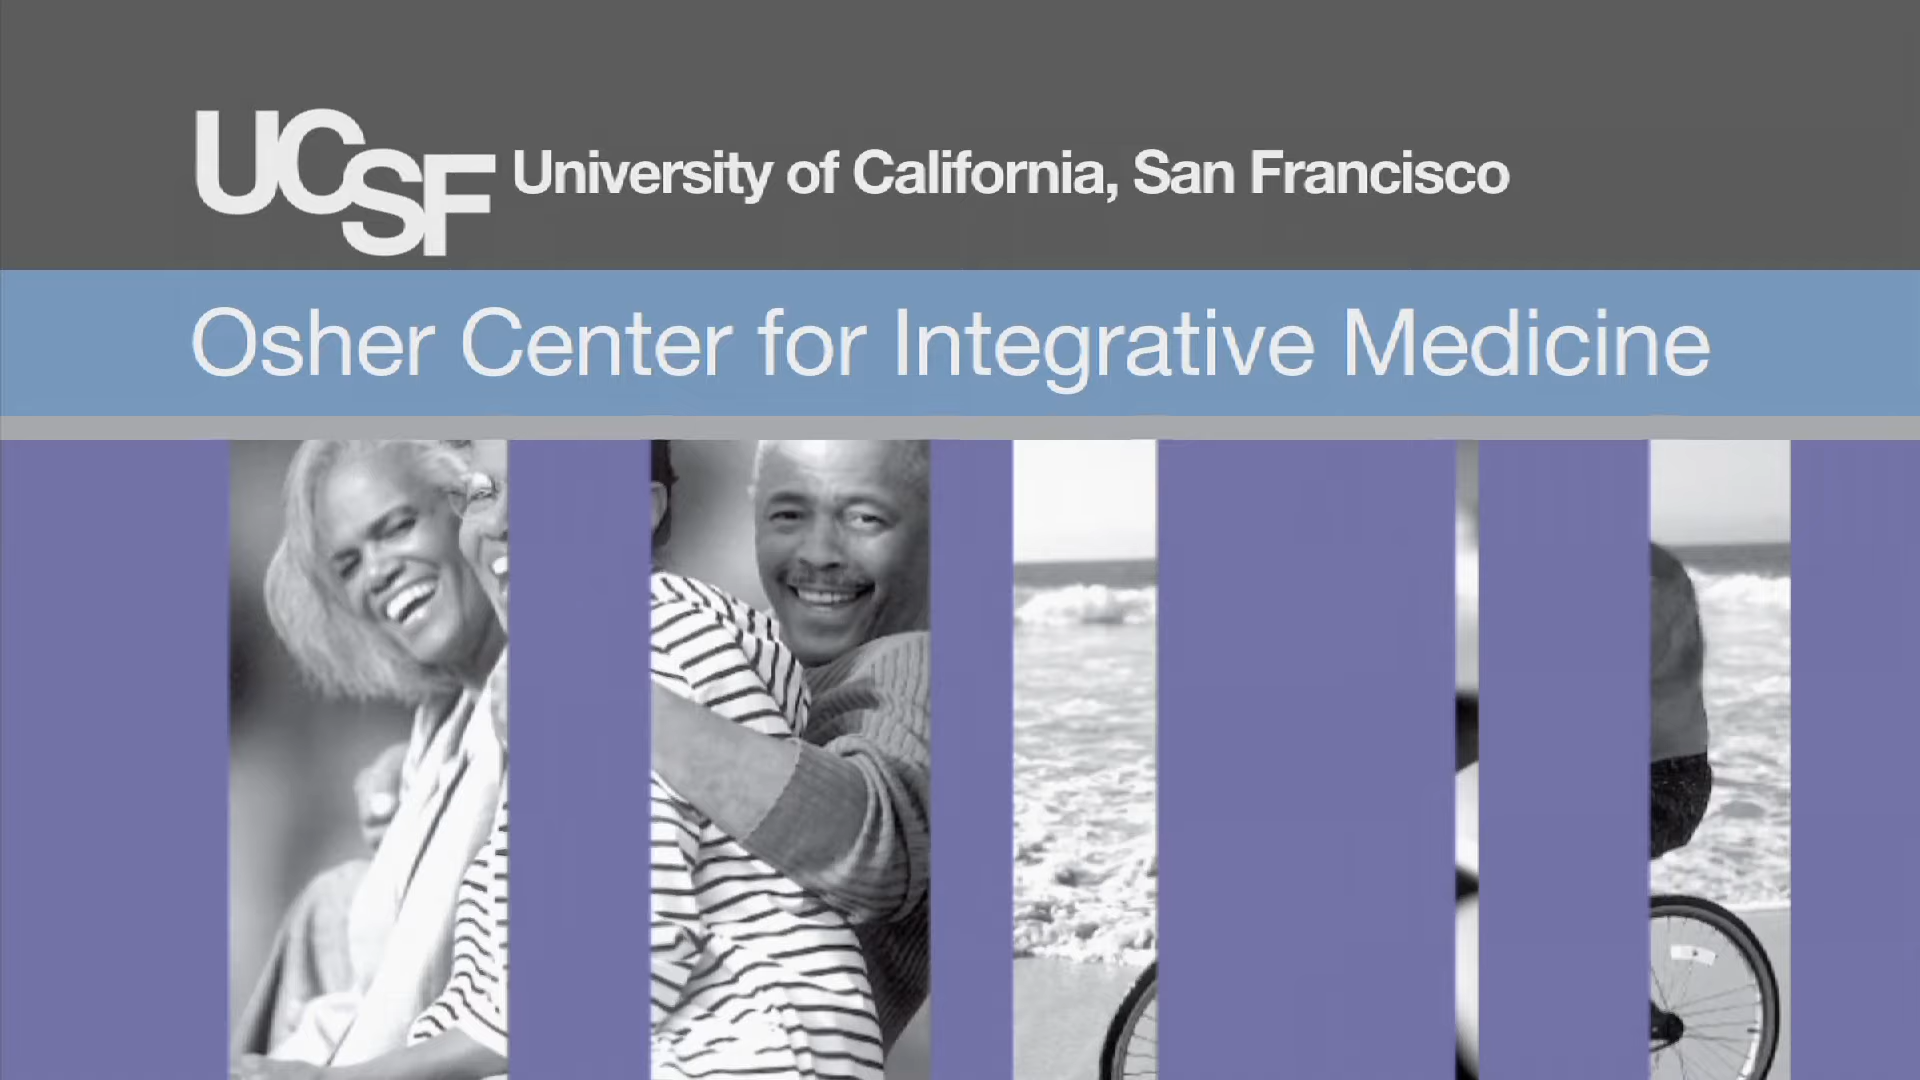 UCSF University of California, San Francisco
Osher Center for Integrative Medicine